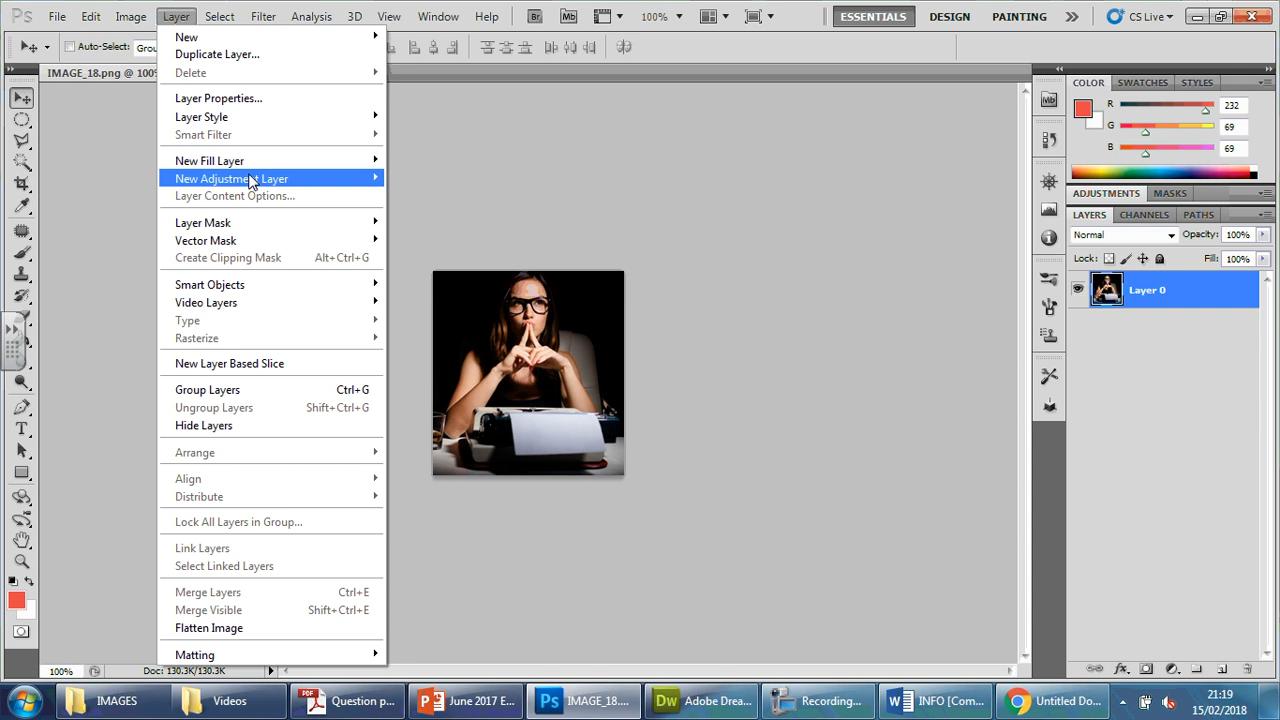 Ps File Edit Image Layer Select Filter Analysis 3D View Window Help Br Mb 100% ESSENTIALS DESIGN PAINTING CS Live
Auto-Select: Grou
IMAGE_18.png @ 100%
New
Duplicate Layer...
Delete
Layer Properties...
Layer Style
Smart Filter
New Fill Layer
New Adjustment Layer
Layer Content Options...
Layer Mask
Vector Mask
Create Clipping Mask Alt+Ctrl+G
Smart Objects
Video Layers
Type
Rasterize
New Layer Based Slice
Group Layers Ctrl+G
Ungroup Layers Shift+Ctrl+G
Hide Layers
Arrange
Align
Distribute
Lock All Layers in Group...
Link Layers
Select Linked Layers
Merge Layers Ctrl+E
Merge Visible Shift+Ctrl+E
Flatten Image
Matting
COLOR SWATCHES STYLES
R 232
G 69
B 69
ADJUSTMENTS MASKS
LAYERS CHANNELS PATHS
Normal Opacity: 100%
Lock: Fill: 100%
Layer 0
Mb
T
100% Doc: 130.3K/130.3K
IMAGES Videos PDF Question p... P June 2017 E... Ps IMAGE_18.... Dw Adobe Drea... Recording... W INFO [Com... Untitled Do... 21:19
15/02/2018